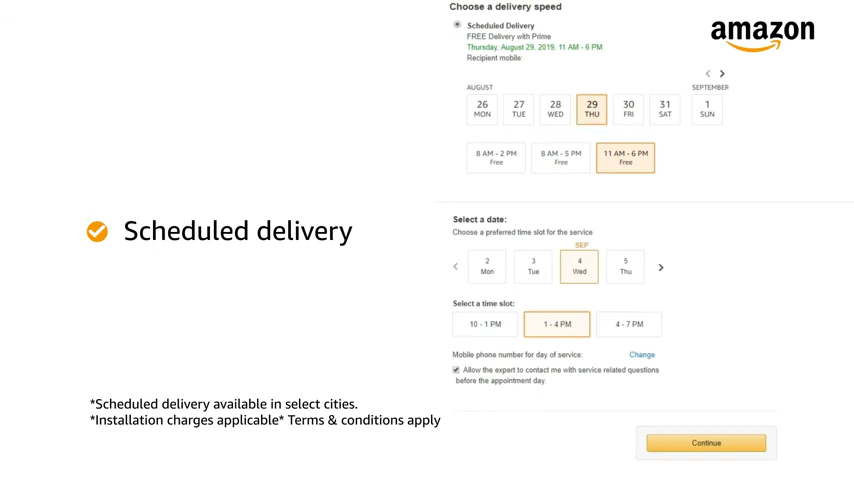 Choose a delivery speed
Scheduled Delivery
FREE Delivery with Prime
Thursday, August 29, 2019, 11 AM - 6 PM
Recipient mobile:
amazon
AUGUST
SEPTEMBER
26 27 28 29 30 31 1
MON TUE WED THU FRI SAT SUN
8 AM - 2 PM 8 AM - 5 PM 11 AM - 6 PM
Free Free Free
Scheduled delivery
Select a date:
Choose a preferred time slot for the service
SEP
2 3 4 5
Mon Tue Wed Thu
Select a time slot:
10 - 1 PM 1 - 4 PM 4 - 7 PM
Mobile phone number for day of service: Change
Allow the expert to contact me with service related questions
before the appointment day.
*Scheduled delivery available in select cities.
*Installation charges applicable* Terms & conditions apply
Continue